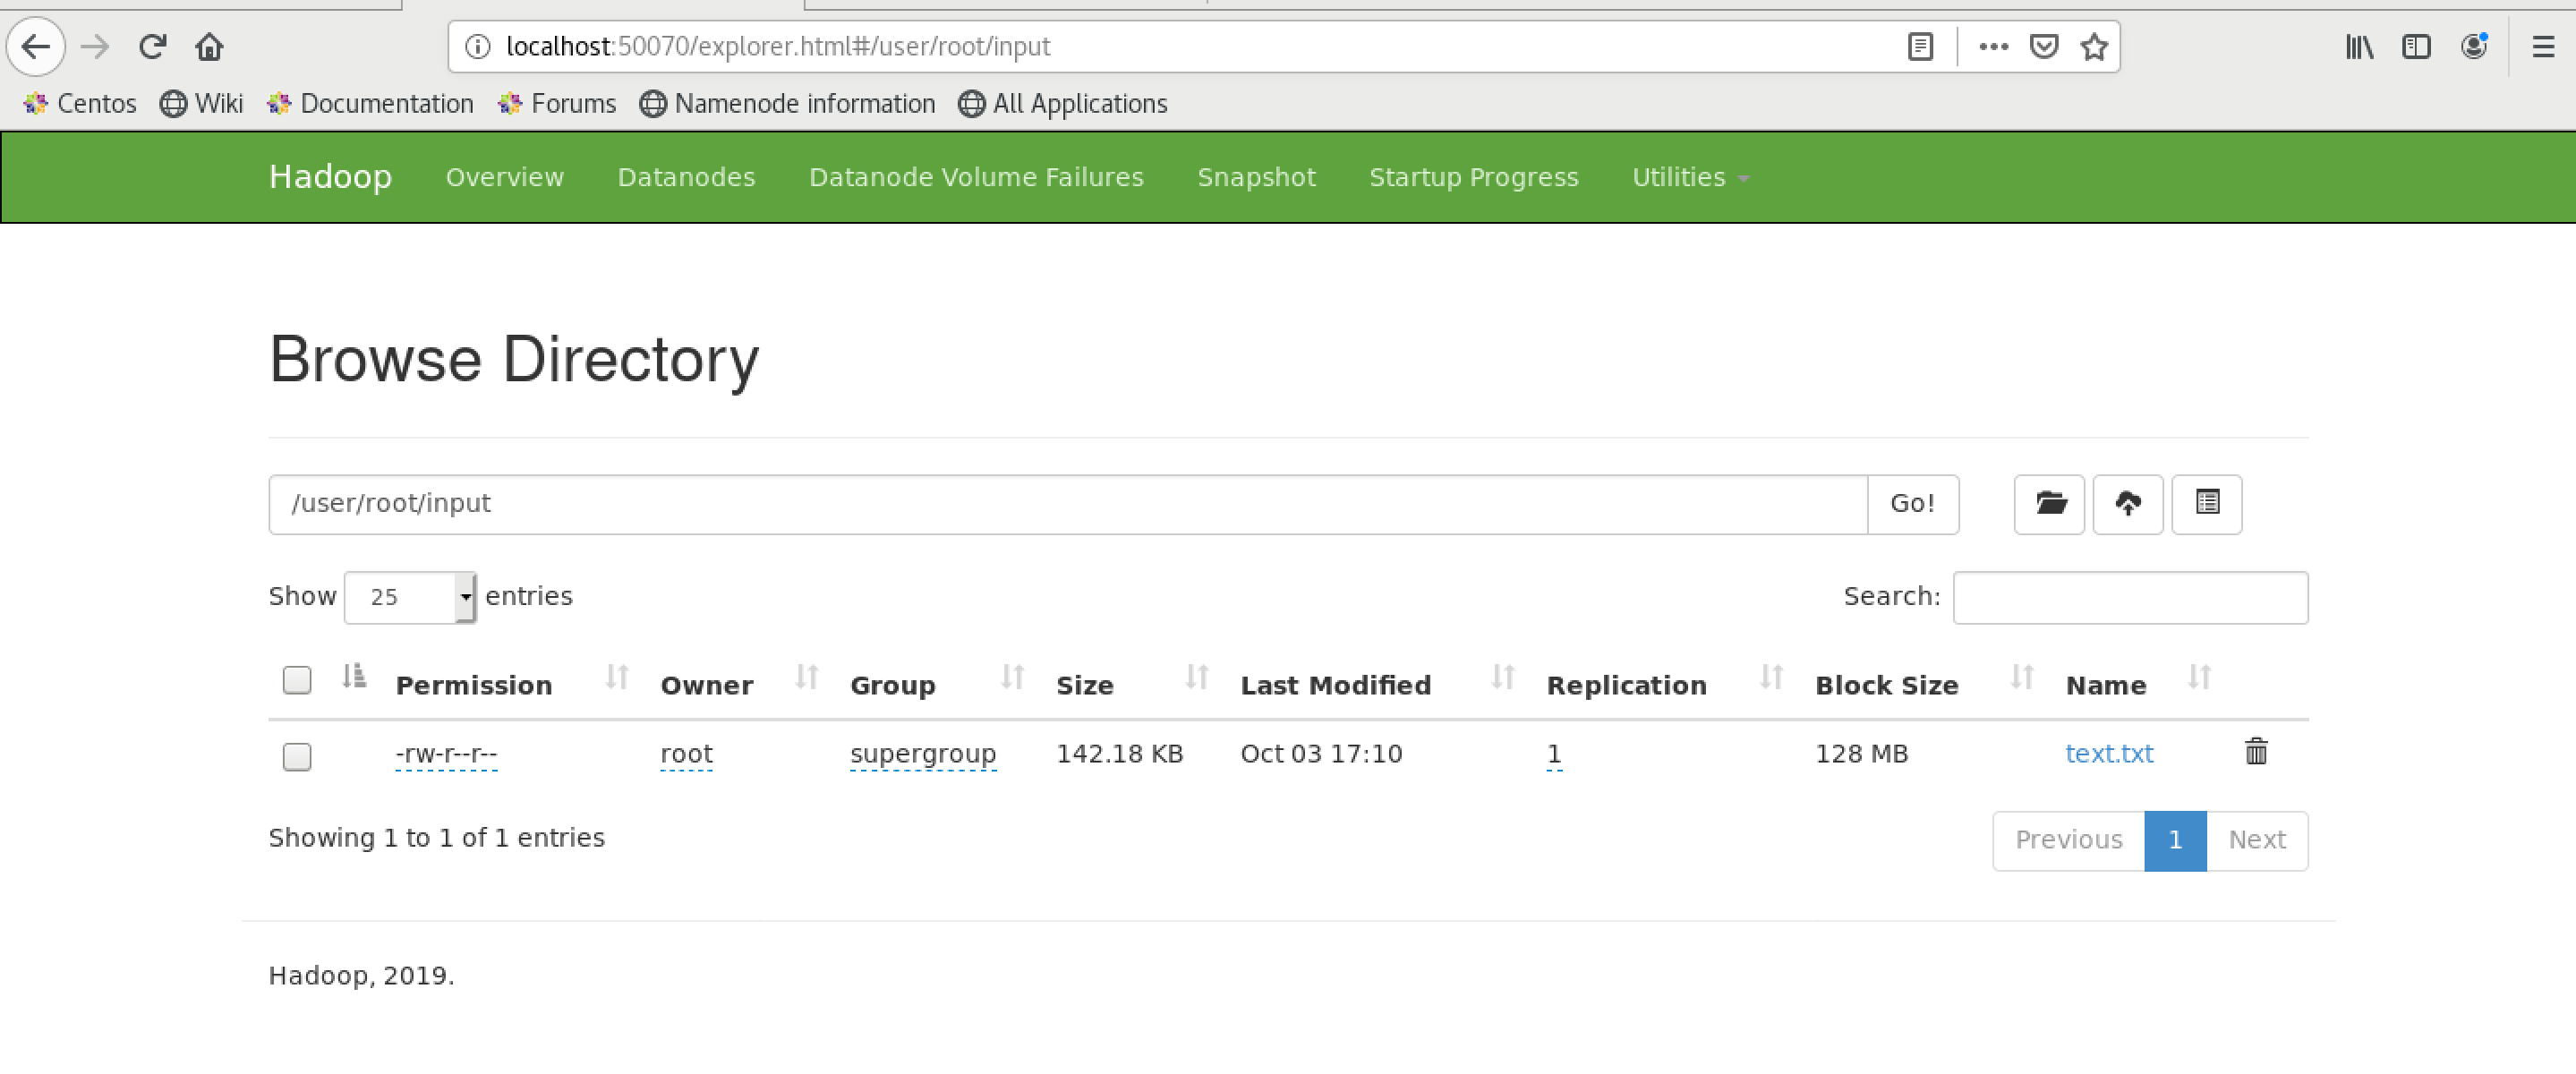 localhost:50070/explorer.html#/user/root/input
Centos Wiki Documentation Forums Namenode information All Applications
Hadoop Overview Datanodes Datanode Volume Failures Snapshot Startup Progress Utilities
Browse Directory
/user/root/input Go!
Show 25 entries Search:
Permission Owner Group Size Last Modified Replication Block Size Name
-rw-r--r-- root supergroup 142.18 KB Oct 03 17:10 1 128 MB text.txt
Showing 1 to 1 of 1 entries Previous 1 Next
Hadoop, 2019.